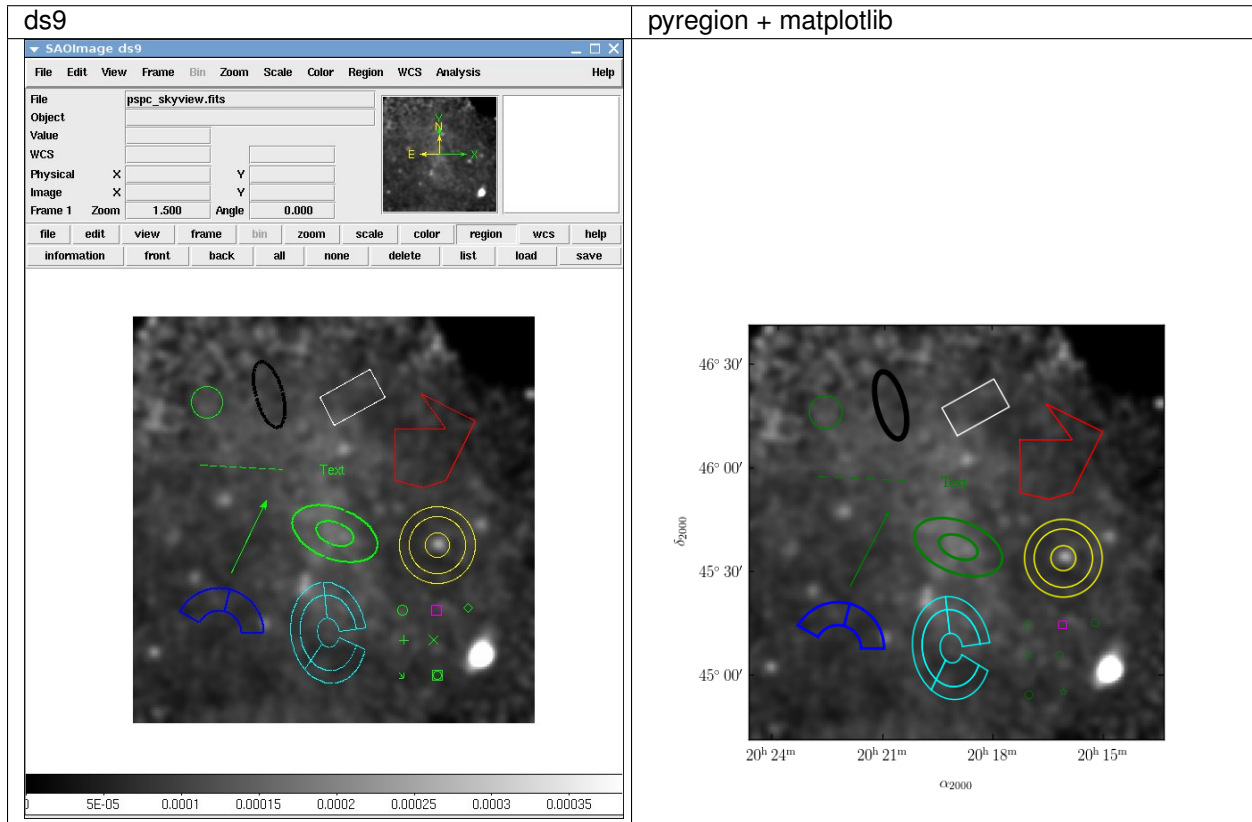 ds9
pyregion + matplotlib
SAOImage ds9
File Edit View Frame Bin Zoom Scale Color Region WCS Analysis Help
File pspc_skyview.fits
Object
Value
WCS
Physical X Y
Image X Y
Frame 1 Zoom 1.500 Angle 0.000
Y
N
E X
file edit view frame bin zoom scale color region wcs help
information front back all none delete list load save
Text
0 5E-05 0.0001 0.00015 0.0002 0.00025 0.0003 0.00035
46° 30′
46° 00′
45° 30′
45° 00′
δ2000
Text
20h 24m 20h 21m 20h 18m 20h 15m
α2000